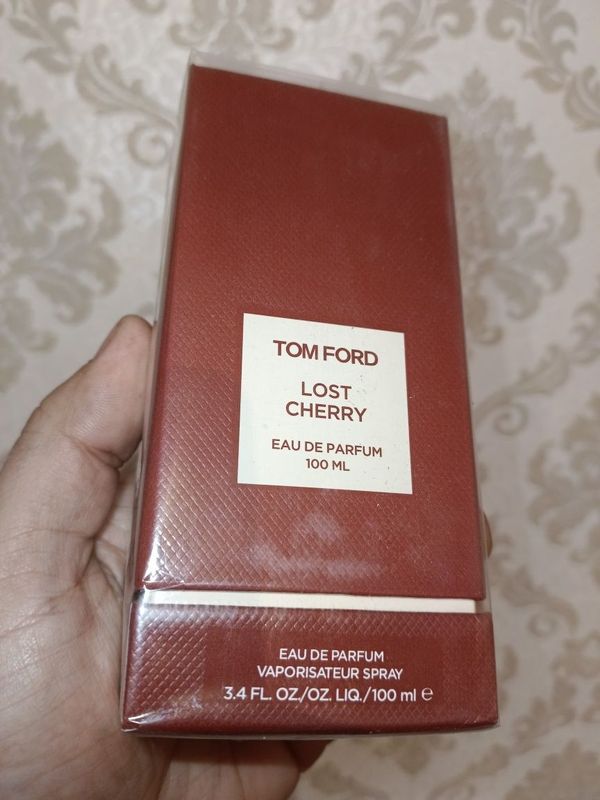 TOM FORD
LOST
CHERRY
EAU DE PARFUM
100 ML
EAU DE PARFUM
VAPORISATEUR SPRAY
3.4 FL. OZ./OZ. LIQ./100 ml ℮